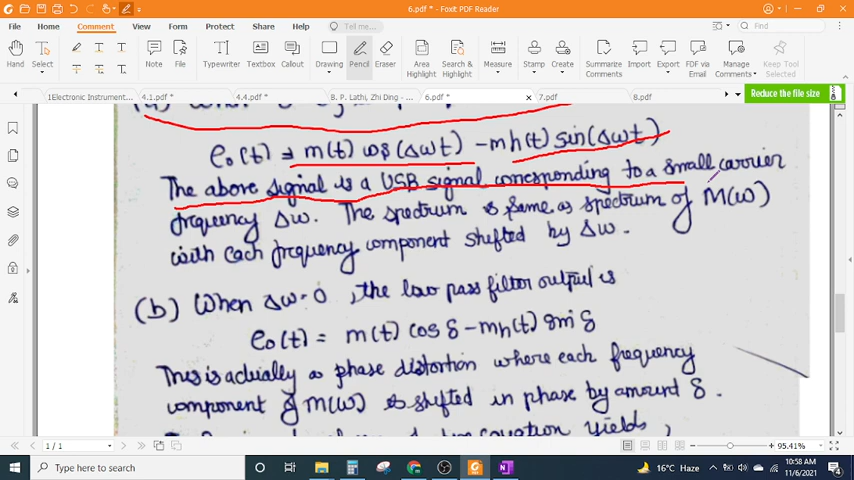 6.pdf * - Foxit PDF Reader
File Home Comment View Form Protect Share Help Tell me... Find
Hand Select Note File Typewriter Textbox Callout Drawing Pencil Eraser Area Highlight Search & Highlight Measure Stamp Create Summarize Comments Import Export FDF via Email Manage Comments Keep Tool Selected
1Electronic Instrument... 4.1.pdf * 4.4.pdf * B. P. Lathi, Zhi Ding - ... 6.pdf * 7.pdf 8.pdf Reduce the file size
e₀(t) = m(t) cos(Δωt) - mh(t) sin(Δωt)
The above signal is a USB signal corresponding to a small carrier
frequency Δω. The spectrum is same as spectrum of M(ω)
with each frequency component shifted by Δω.
(b) When Δω=0, the low pass filter output is
e₀(t) = m(t) cos δ - mh(t) sin δ
This is actually a phase distortion where each frequency
component of M(ω) is shifted in phase by amount δ.
yields,
1 / 1 95.41%
Type here to search 16°C Haze 10:58 AM 11/6/2021 4